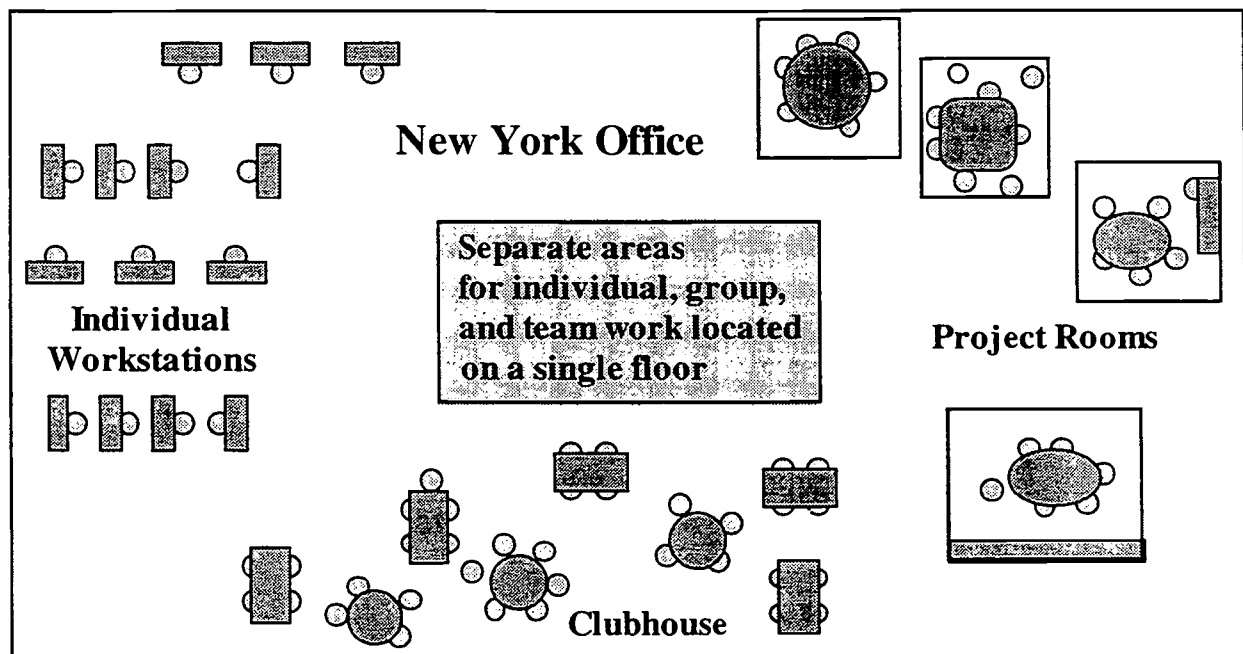 New York Office
Separate areas
for individual, group,
and team work located
on a single floor
Individual
Workstations
Project Rooms
Clubhouse